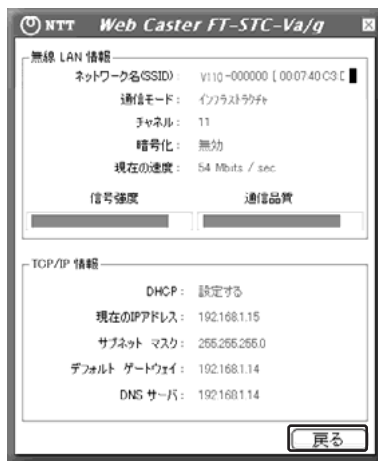 NTT Web Caster FT-STC-Va/g
無線 LAN 情報
ネットワーク名(SSID): V110-000000 [ 000740C3C
通信モード: インフラストラクチャ
チャネル: 11
暗号化: 無効
現在の速度: 54 Mbits / sec
信号強度 通信品質
TCP/IP 情報
DHCP: 設定する
現在のIPアドレス: 192.168.1.15
サブネット マスク: 255.255.255.0
デフォルト ゲートウェイ: 192.168.1.14
DNS サーバ: 192.168.1.14
戻る